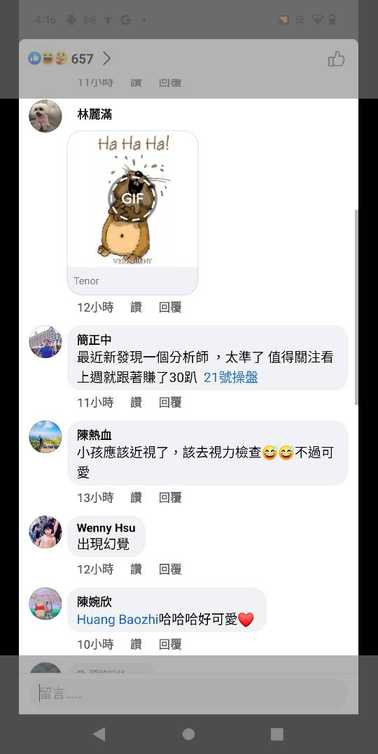 4:16
657
11小時 讚 回覆
林麗滿
Ha Ha Ha!
GIF
Tenor
12小時 讚 回覆
簡正中
最近新發現一個分析師 ，太準了 值得關注看
上週就跟著賺了30趴 21號操盤
11小時 讚 回覆
陳熱血
小孩應該近視了，該去視力檢查😅😅不過可
愛
13小時 讚 回覆
Wenny Hsu
出現幻覺
12小時 讚 回覆
陳婉欣
Huang Baozhi哈哈哈好可愛♥️
10小時 讚 回覆
留言......